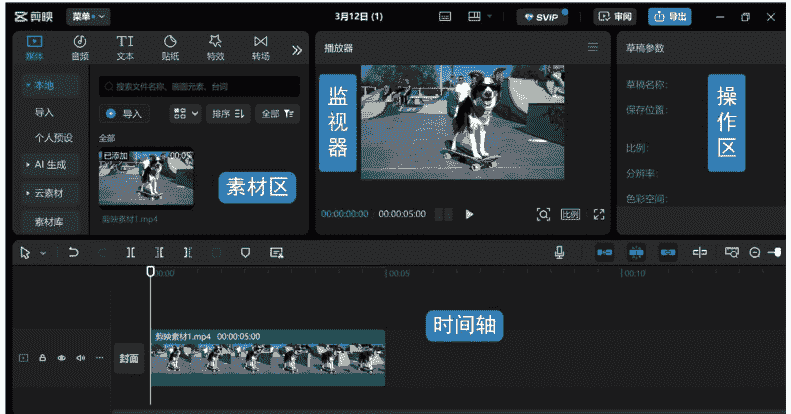 剪映
菜单
3月12日 (1)
SVIP
审阅
导出
媒体
音频
文本
贴纸
特效
转场
本地
导入
个人预设
AI 生成
云素材
素材库
搜索文件名称、画面元素、台词
导入
排序
全部
全部
已添加 00:05
剪映素材1.mp4
素材区
播放器
监视器
00:00:00:00 00:00:05:00
比例
草稿参数
草稿名称:
保存位置:
比例:
分辨率:
色彩空间:
操作区
00:00 00:05 00:10
时间轴
封面
剪映素材1.mp4 00:00:05:00